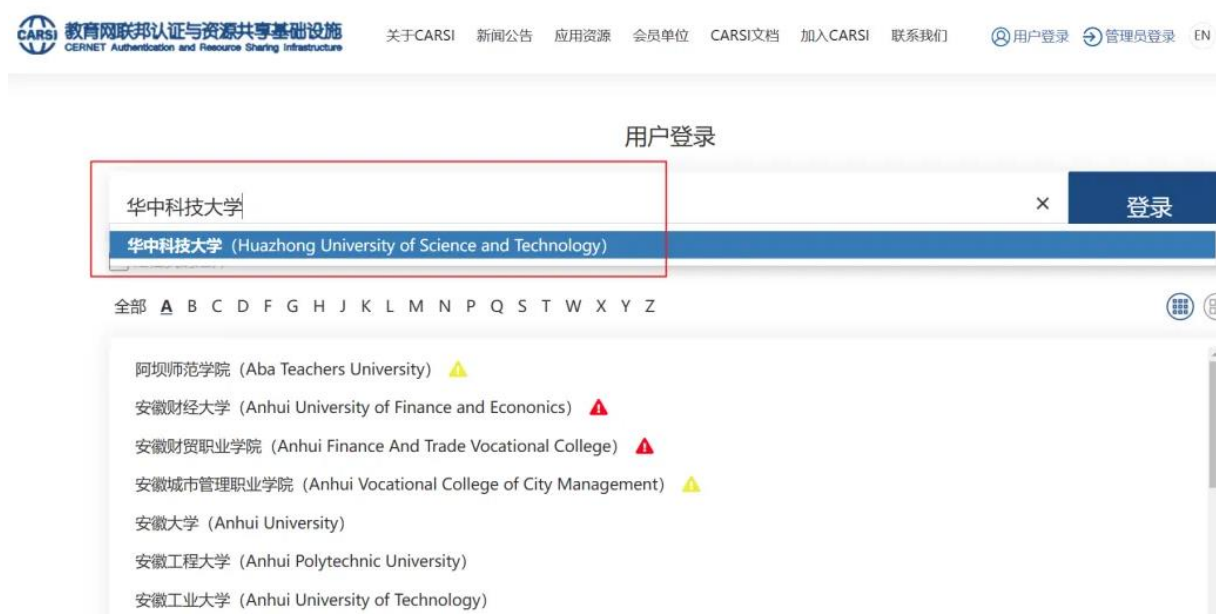 CARSI 教育网联邦认证与资源共享基础设施
CERNET Authentication and Resource Sharing Infrastructure
关于CARSI 新闻公告 应用资源 会员单位 CARSI文档 加入CARSI 联系我们 用户登录 管理员登录 EN
用户登录
华中科技大学 × 登录
华中科技大学（Huazhong University of Science and Technology）
全部 A B C D F G H J K L M N P Q S T W X Y Z
阿坝师范学院（Aba Teachers University）
安徽财经大学（Anhui University of Finance and Econonics）
安徽财贸职业学院（Anhui Finance And Trade Vocational College）
安徽城市管理职业学院（Anhui Vocational College of City Management）
安徽大学（Anhui University）
安徽工程大学（Anhui Polytechnic University）
安徽工业大学（Anhui University of Technology）